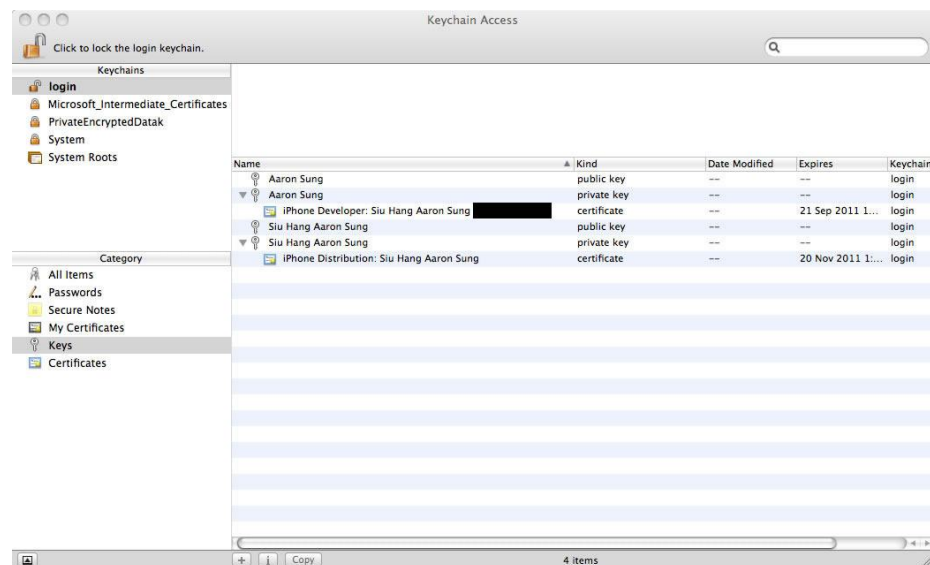 Keychain Access
Click to lock the login keychain.
Keychains
login
Microsoft_Intermediate_Certificates
PrivateEncryptedDatak
System
System Roots
Category
All Items
Passwords
Secure Notes
My Certificates
Keys
Certificates
Name Kind Date Modified Expires Keychain
Aaron Sung public key -- -- login
Aaron Sung private key -- -- login
iPhone Developer: Siu Hang Aaron Sung certificate -- 21 Sep 2011 1... login
Siu Hang Aaron Sung public key -- -- login
Siu Hang Aaron Sung private key -- -- login
iPhone Distribution: Siu Hang Aaron Sung certificate -- 20 Nov 2011 1:... login
+ i Copy 4 items